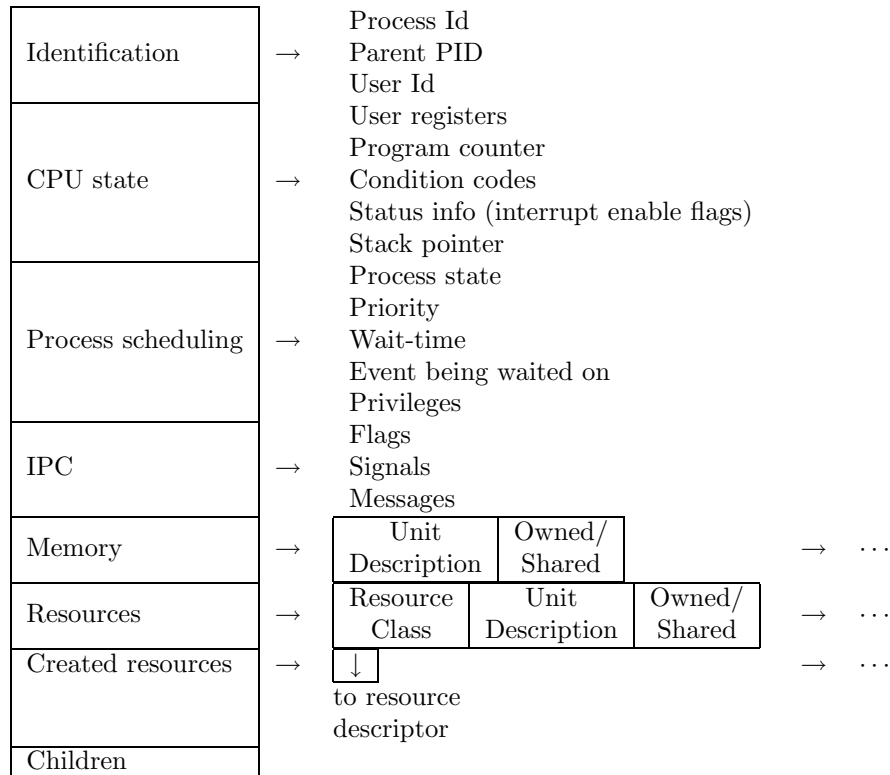 Process Id
Identification → Parent PID
User Id
User registers
Program counter
CPU state → Condition codes
Status info (interrupt enable flags)
Stack pointer
Process state
Priority
Process scheduling → Wait-time
Event being waited on
Privileges
Flags
IPC → Signals
Messages
Unit Owned/
Memory → → ···
Description Shared
Resource Unit Owned/
Resources → → ···
Class Description Shared
Created resources → ↓ → ···
to resource
descriptor
Children